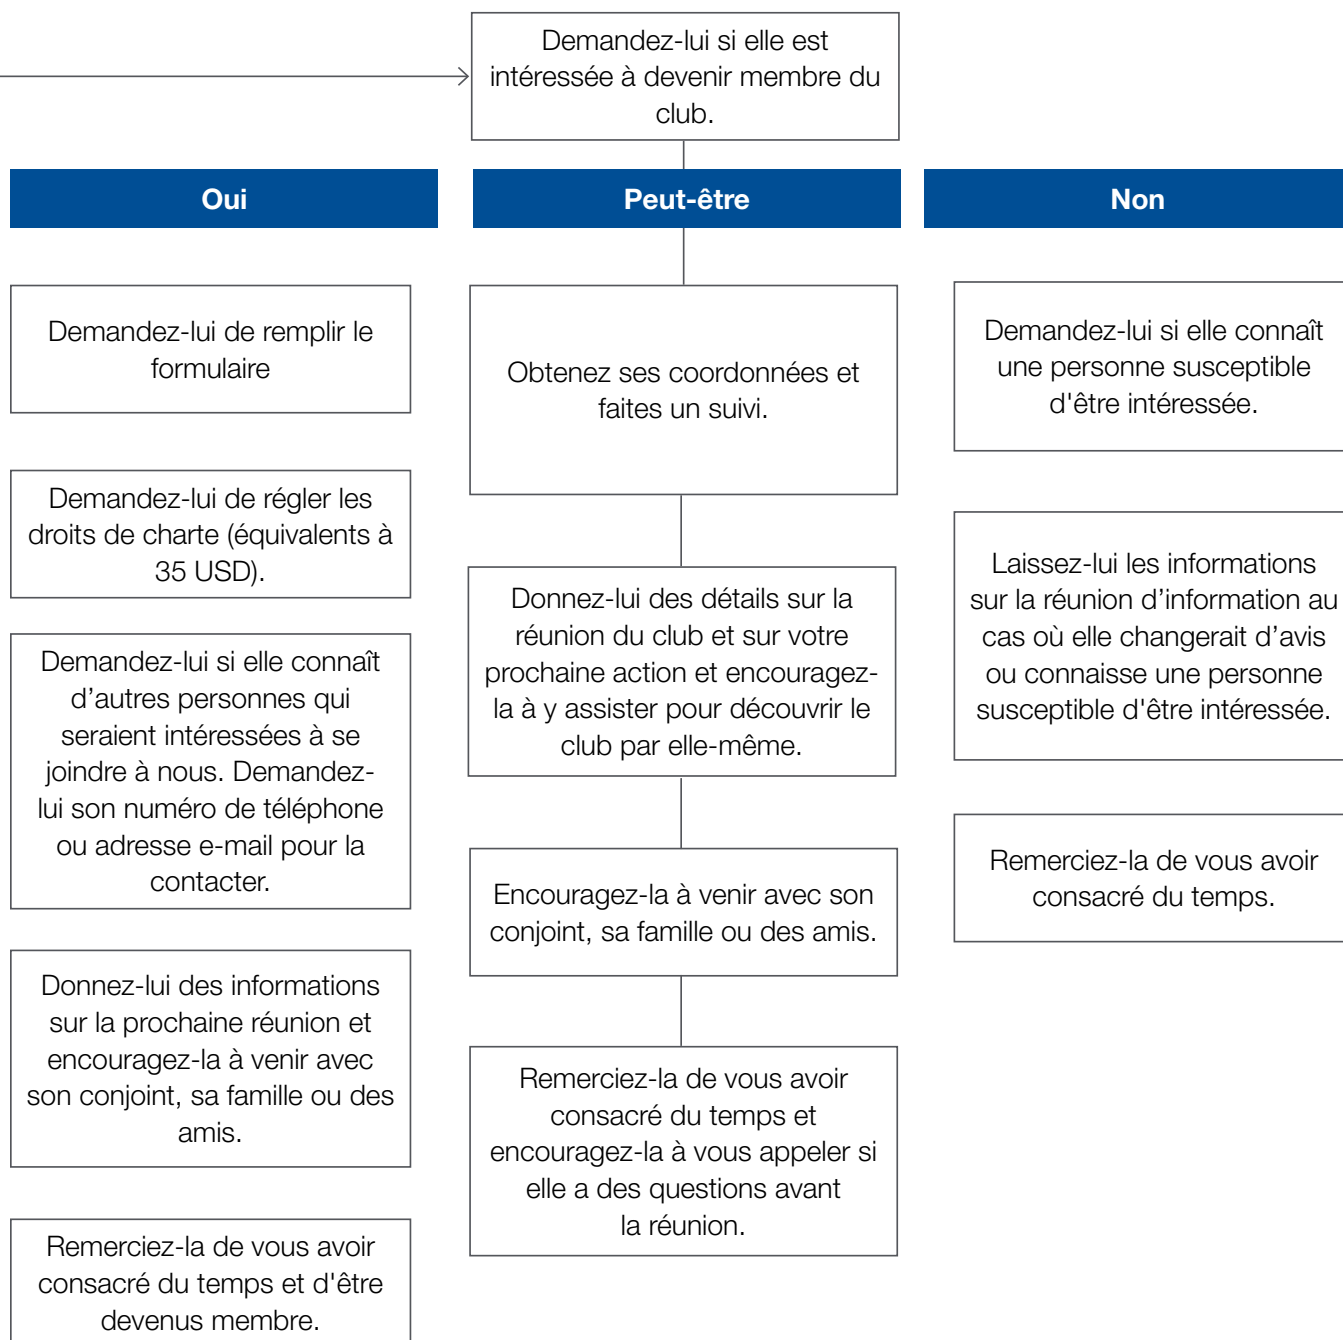 Demandez-lui si elle est
intéressée à devenir membre du
club.
Oui
Peut-être
Non
Demandez-lui de remplir le
formulaire
Demandez-lui de régler les
droits de charte (équivalents à
35 USD).
Demandez-lui si elle connaît
d’autres personnes qui
seraient intéressées à se
joindre à nous. Demandez-
lui son numéro de téléphone
ou adresse e-mail pour la
contacter.
Donnez-lui des informations
sur la prochaine réunion et
encouragez-la à venir avec
son conjoint, sa famille ou des
amis.
Remerciez-la de vous avoir
consacré du temps et d'être
devenus membre.
Obtenez ses coordonnées et
faites un suivi.
Donnez-lui des détails sur la
réunion du club et sur votre
prochaine action et encouragez-
la à y assister pour découvrir le
club par elle-même.
Encouragez-la à venir avec son
conjoint, sa famille ou des amis.
Remerciez-la de vous avoir
consacré du temps et
encouragez-la à vous appeler si
elle a des questions avant
la réunion.
Demandez-lui si elle connaît
une personne susceptible
d'être intéressée.
Laissez-lui les informations
sur la réunion d’information au
cas où elle changerait d’avis
ou connaisse une personne
susceptible d'être intéressée.
Remerciez-la de vous avoir
consacré du temps.